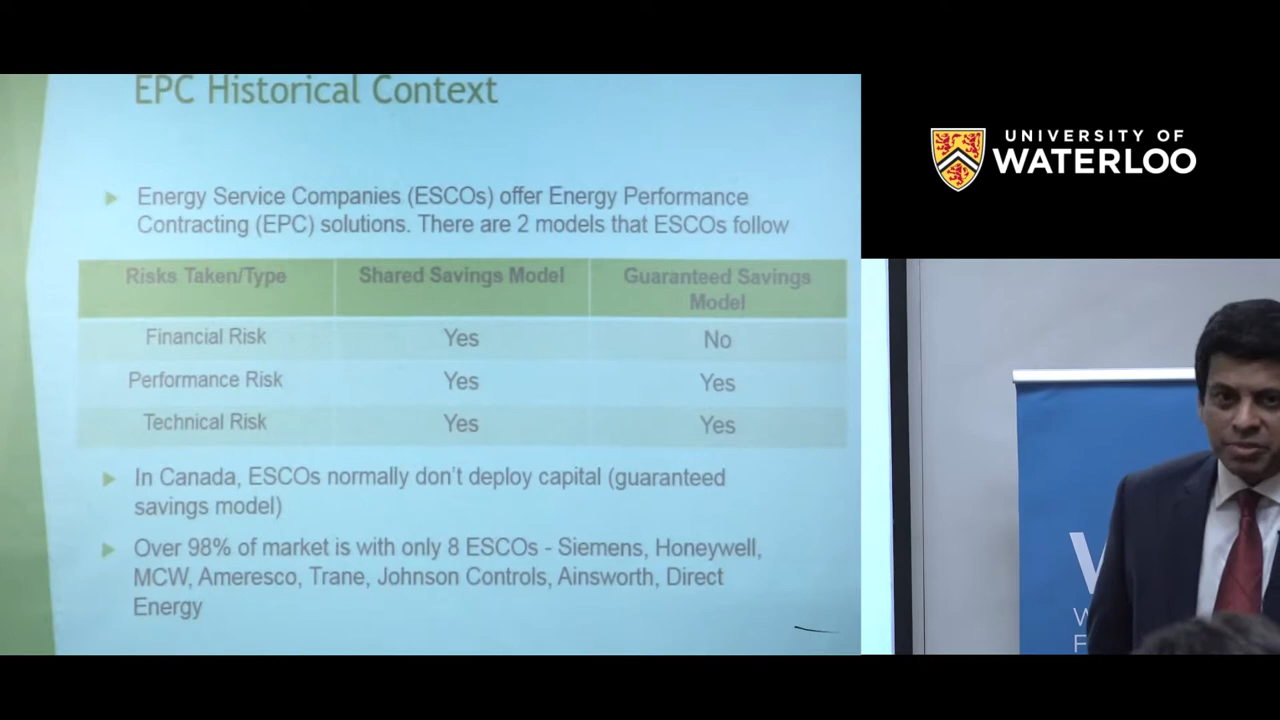 EPC Historical Context
Energy Service Companies (ESCOs) offer Energy Performance
Contracting (EPC) solutions. There are 2 models that ESCOs follow
Risks Taken/Type Shared Savings Model Guaranteed Savings
Model
Financial Risk Yes No
Performance Risk Yes Yes
Technical Risk Yes Yes
In Canada, ESCOs normally don't deploy capital (guaranteed
savings model)
Over 98% of market is with only 8 ESCOs - Siemens, Honeywell,
MCW, Ameresco, Trane, Johnson Controls, Ainsworth, Direct
Energy
UNIVERSITY OF
WATERLOO